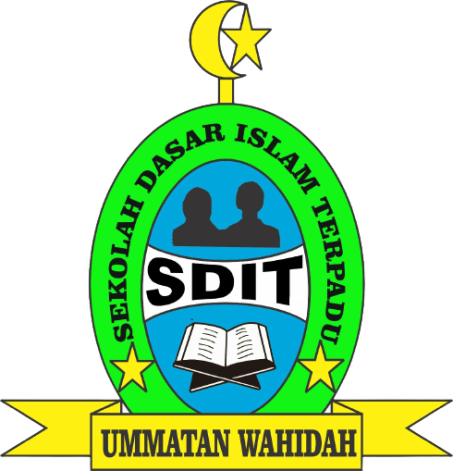 SEKOLAH DASAR ISLAM TERPADU
SDIT
UMMATAN WAHIDAH